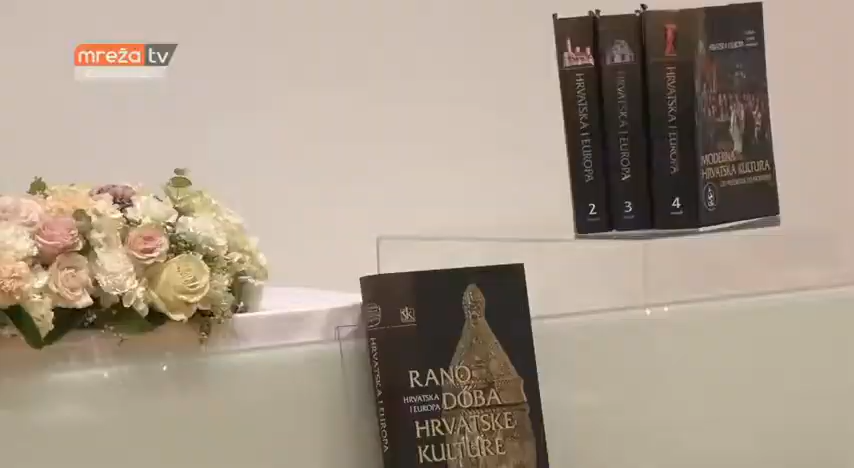 mreža tv
HRVATSKA I EUROPA
2
HRVATSKA I EUROPA
3
HRVATSKA I EUROPA
4
HRVATSKA I EUROPA
MODERNA
HRVATSKA KULTURA
HRVATSKA I EUROPA
RANO
HRVATSKA
I EUROPA
DOBA
HRVATSKE
KULTURE